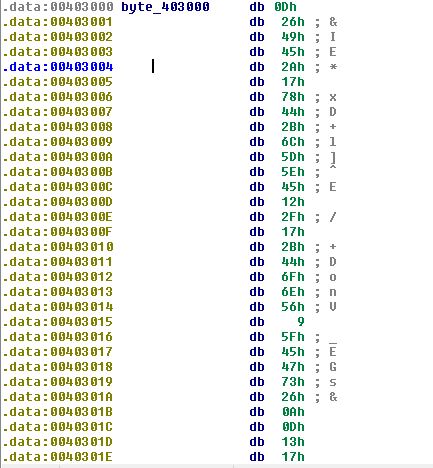 .data:00403000 byte_403000 db 0Dh
.data:00403001 db 26h ; &
.data:00403002 db 49h ; I
.data:00403003 db 45h ; E
.data:00403004 db 2Ah ; *
.data:00403005 db 17h
.data:00403006 db 78h ; x
.data:00403007 db 44h ; D
.data:00403008 db 2Bh ; +
.data:00403009 db 6Ch ; l
.data:0040300A db 5Dh ; ]
.data:0040300B db 5Eh ; ^
.data:0040300C db 45h ; E
.data:0040300D db 12h
.data:0040300E db 2Fh ; /
.data:0040300F db 17h
.data:00403010 db 2Bh ; +
.data:00403011 db 44h ; D
.data:00403012 db 6Fh ; o
.data:00403013 db 6Eh ; n
.data:00403014 db 56h ; V
.data:00403015 db 9
.data:00403016 db 5Fh ; _
.data:00403017 db 45h ; E
.data:00403018 db 47h ; G
.data:00403019 db 73h ; s
.data:0040301A db 26h ; &
.data:0040301B db 0Ah
.data:0040301C db 0Dh
.data:0040301D db 13h
.data:0040301E db 17h